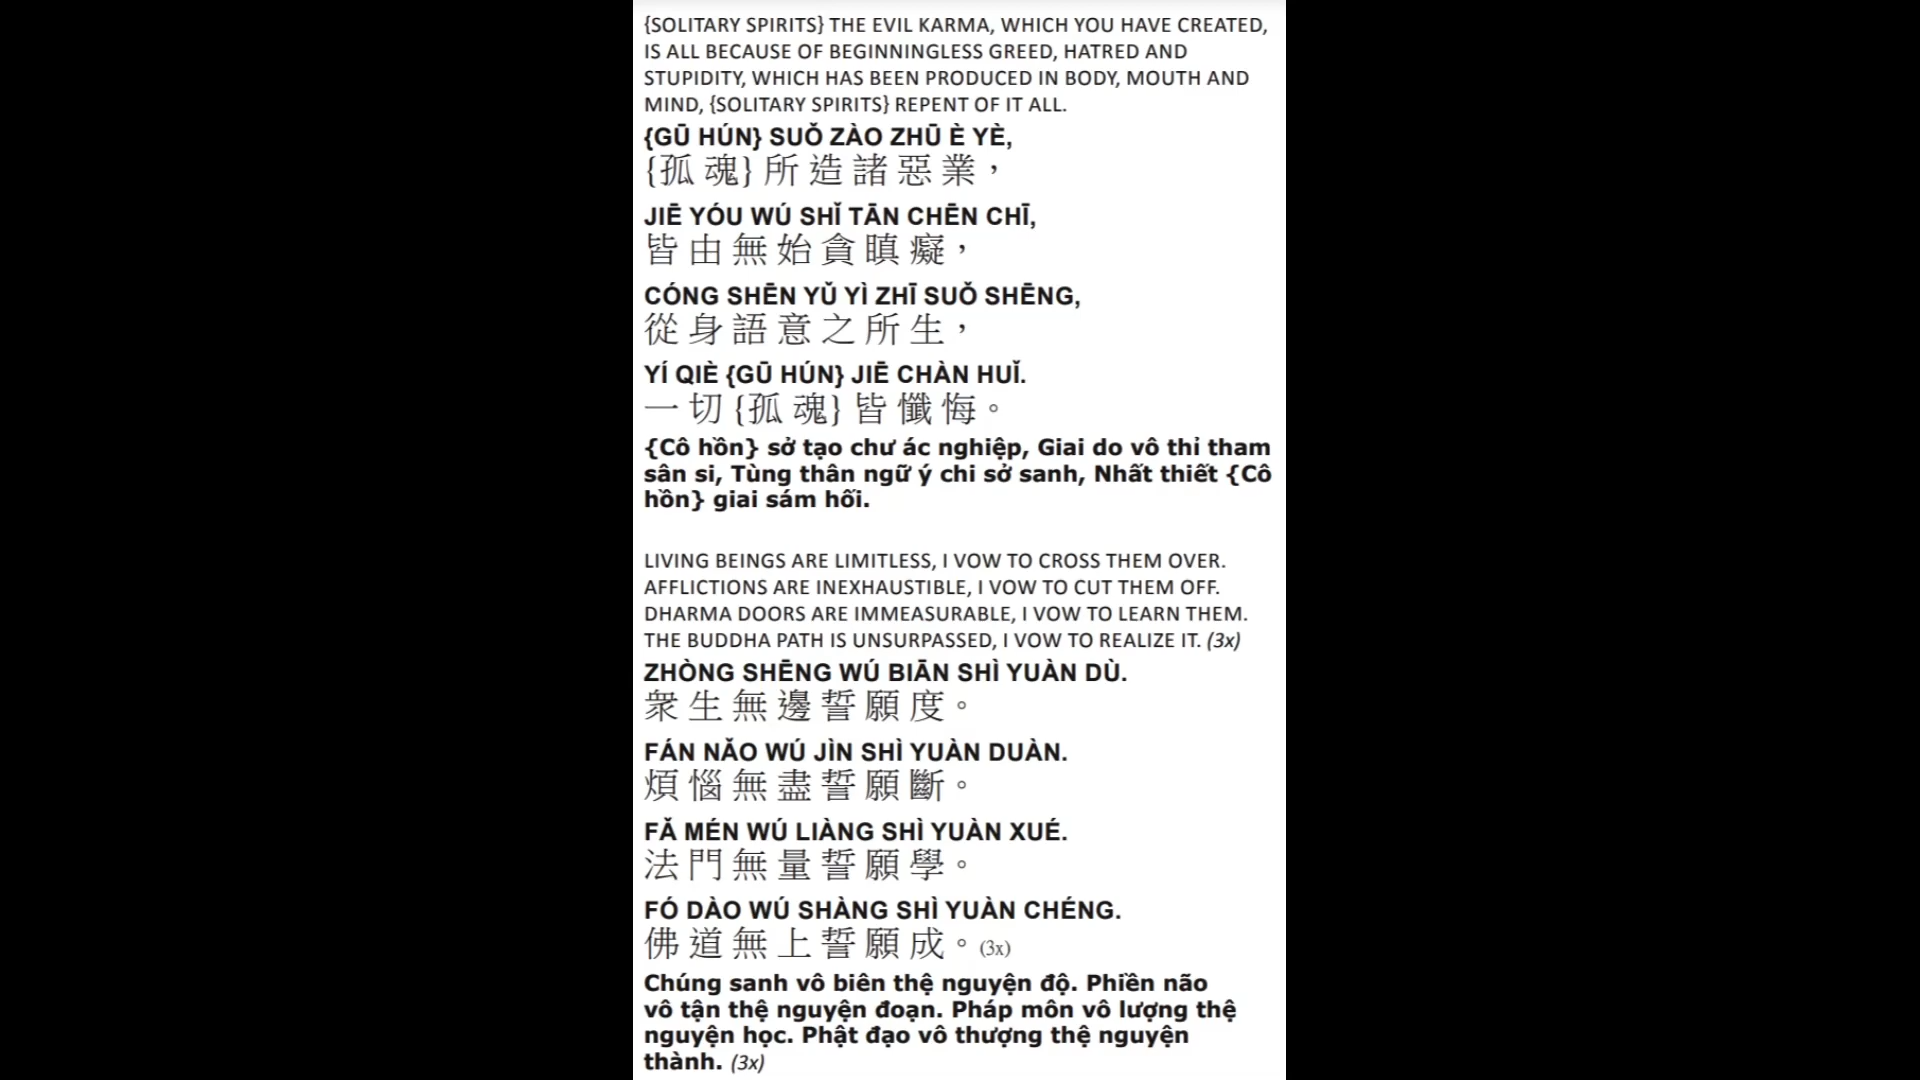 {SOLITARY SPIRITS} THE EVIL KARMA, WHICH YOU HAVE CREATED,
IS ALL BECAUSE OF BEGINNINGLESS GREED, HATRED AND
STUPIDITY, WHICH HAS BEEN PRODUCED IN BODY, MOUTH AND
MIND, {SOLITARY SPIRITS} REPENT OF IT ALL.
{GŪ HÚN} SUǑ ZÀO ZHŪ È YÈ,
{孤 魂} 所 造 諸 惡 業，
JIĒ YÓU WÚ SHǏ TĀN CHĒN CHĪ,
皆 由 無 始 貪 瞋 癡，
CÓNG SHĒN YǓ YÌ ZHĪ SUǑ SHĒNG,
從 身 語 意 之 所 生，
YÍ QIÈ {GŪ HÚN} JIĒ CHÀN HUǏ.
一 切 {孤 魂} 皆 懺 悔。
{Cô hồn} sở tạo chư ác nghiệp, Giai do vô thỉ tham
sân si, Tùng thân ngữ ý chi sở sanh, Nhất thiết {Cô
hồn} giai sám hối.
LIVING BEINGS ARE LIMITLESS, I VOW TO CROSS THEM OVER.
AFFLICTIONS ARE INEXHAUSTIBLE, I VOW TO CUT THEM OFF.
DHARMA DOORS ARE IMMEASURABLE, I VOW TO LEARN THEM.
THE BUDDHA PATH IS UNSURPASSED, I VOW TO REALIZE IT. (3x)
ZHÒNG SHĒNG WÚ BIĀN SHÌ YUÀN DÙ.
衆 生 無 邊 誓 願 度。
FÁN NǍO WÚ JÌN SHÌ YUÀN DUÀN.
煩 惱 無 盡 誓 願 斷。
FǍ MÉN WÚ LIÀNG SHÌ YUÀN XUÉ.
法 門 無 量 誓 願 學。
FÓ DÀO WÚ SHÀNG SHÌ YUÀN CHÉNG.
佛 道 無 上 誓 願 成。(3x)
Chúng sanh vô biên thệ nguyện độ. Phiền não
vô tận thệ nguyện đoạn. Pháp môn vô lượng thệ
nguyện học. Phật đạo vô thượng thệ nguyện
thành. (3x)